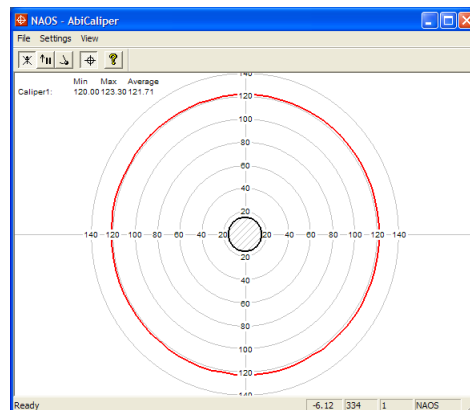 NAOS - AbiCaliper
File Settings View
Min Max Average
Caliper1: 120.00 123.30 121.71
140
120
100
80
60
40
20
140 120 100 80 60 40 20 20 40 60 80 100 120 140
20
40
60
80
100
120
140
Ready -6.12 334 1 NAOS